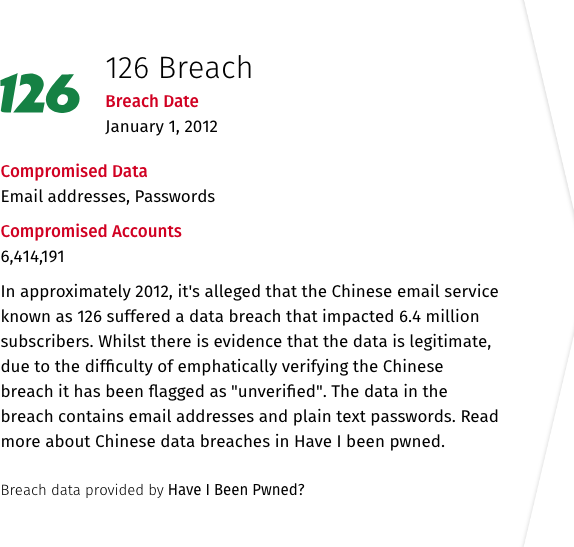 126
126 Breach
Breach Date
January 1, 2012
Compromised Data
Email addresses, Passwords
Compromised Accounts
6,414,191
In approximately 2012, it's alleged that the Chinese email service
known as 126 suffered a data breach that impacted 6.4 million
subscribers. Whilst there is evidence that the data is legitimate,
due to the difficulty of emphatically verifying the Chinese
breach it has been flagged as "unverified". The data in the
breach contains email addresses and plain text passwords. Read
more about Chinese data breaches in Have I been pwned.
Breach data provided by Have I Been Pwned?